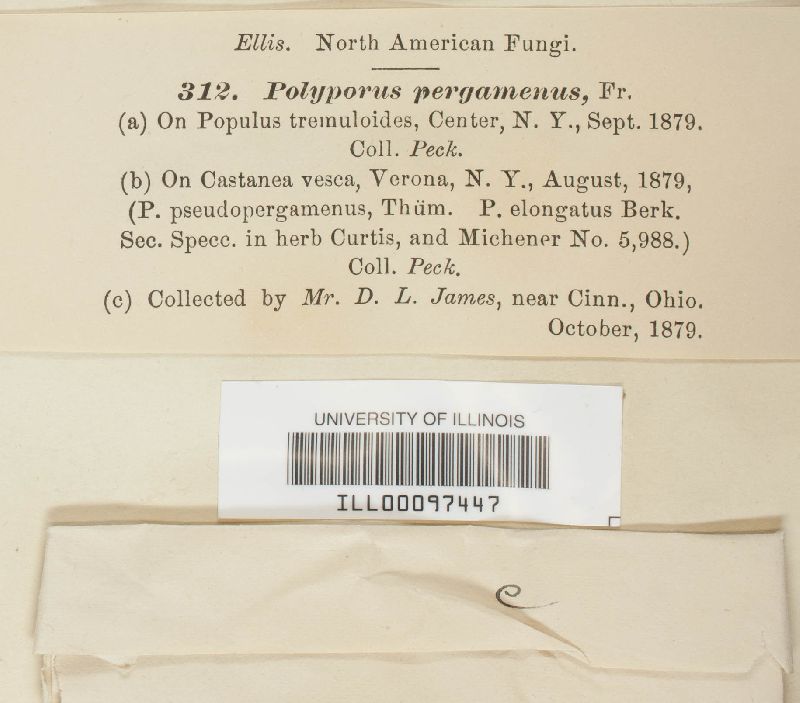 Ellis. North American Fungi.
312. Polyporus pergamenus, Fr.
(a) On Populus tremuloides, Center, N. Y., Sept. 1879.
Coll. Peck.
(b) On Castanea vesca, Verona, N. Y., August, 1879,
(P. pseudopergamenus, Thüm. P. elongatus Berk.
Sec. Specc. in herb Curtis, and Michener No. 5,988.)
Coll. Peck.
(c) Collected by Mr. D. L. James, near Cinn., Ohio.
October, 1879.
UNIVERSITY OF ILLINOIS
ILL00097447
c